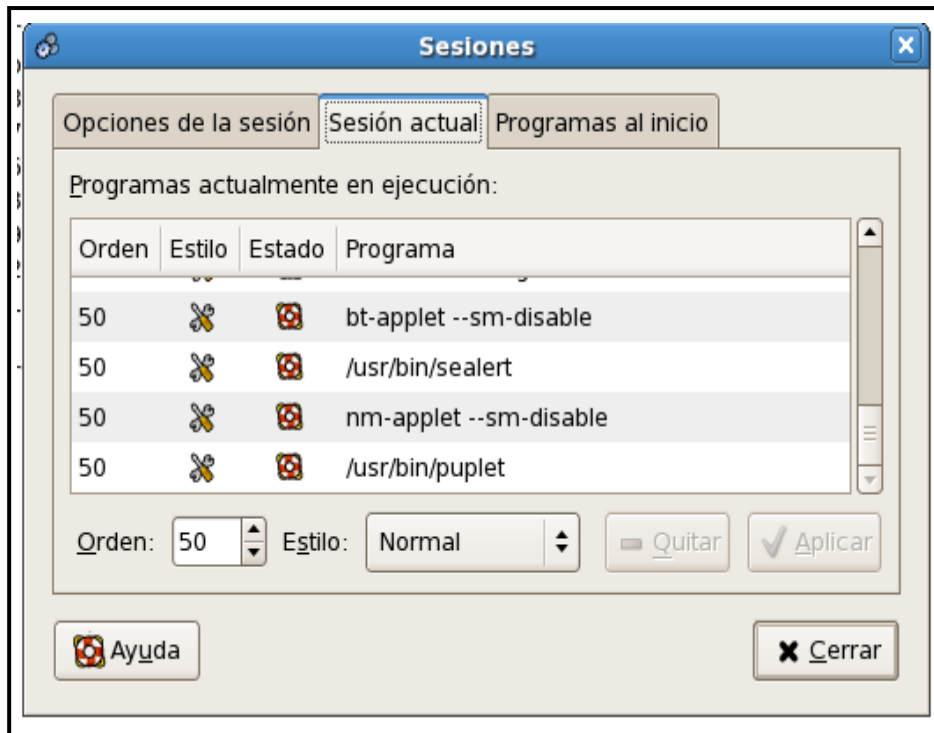 Sesiones
Opciones de la sesión Sesión actual Programas al inicio
Programas actualmente en ejecución:
Orden Estilo Estado Programa
50 bt-applet --sm-disable
50 /usr/bin/sealert
50 nm-applet --sm-disable
50 /usr/bin/puplet
Orden: 50 Estilo: Normal Quitar Aplicar
Ayuda Cerrar